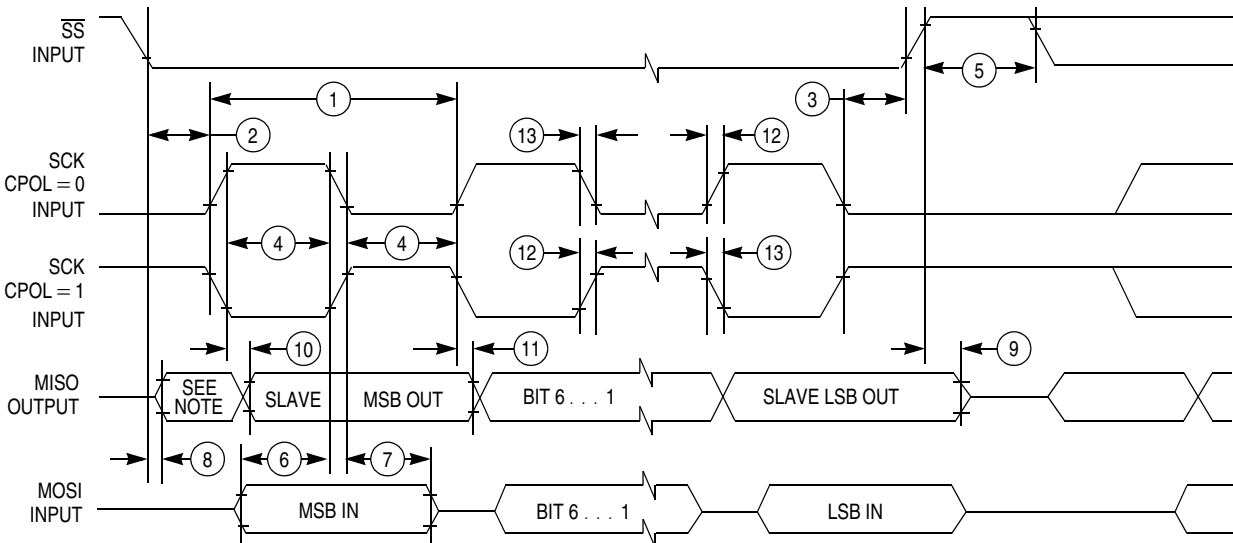 SS
INPUT
5
1
3
2
13
12
SCK
CPOL = 0
INPUT
4
4
12
13
SCK
CPOL = 1
INPUT
10
11
9
MISO
OUTPUT
SEE
NOTE
SLAVE
MSB OUT
BIT 6 . . . 1
SLAVE LSB OUT
8
6
7
MOSI
INPUT
MSB IN
BIT 6 . . . 1
LSB IN